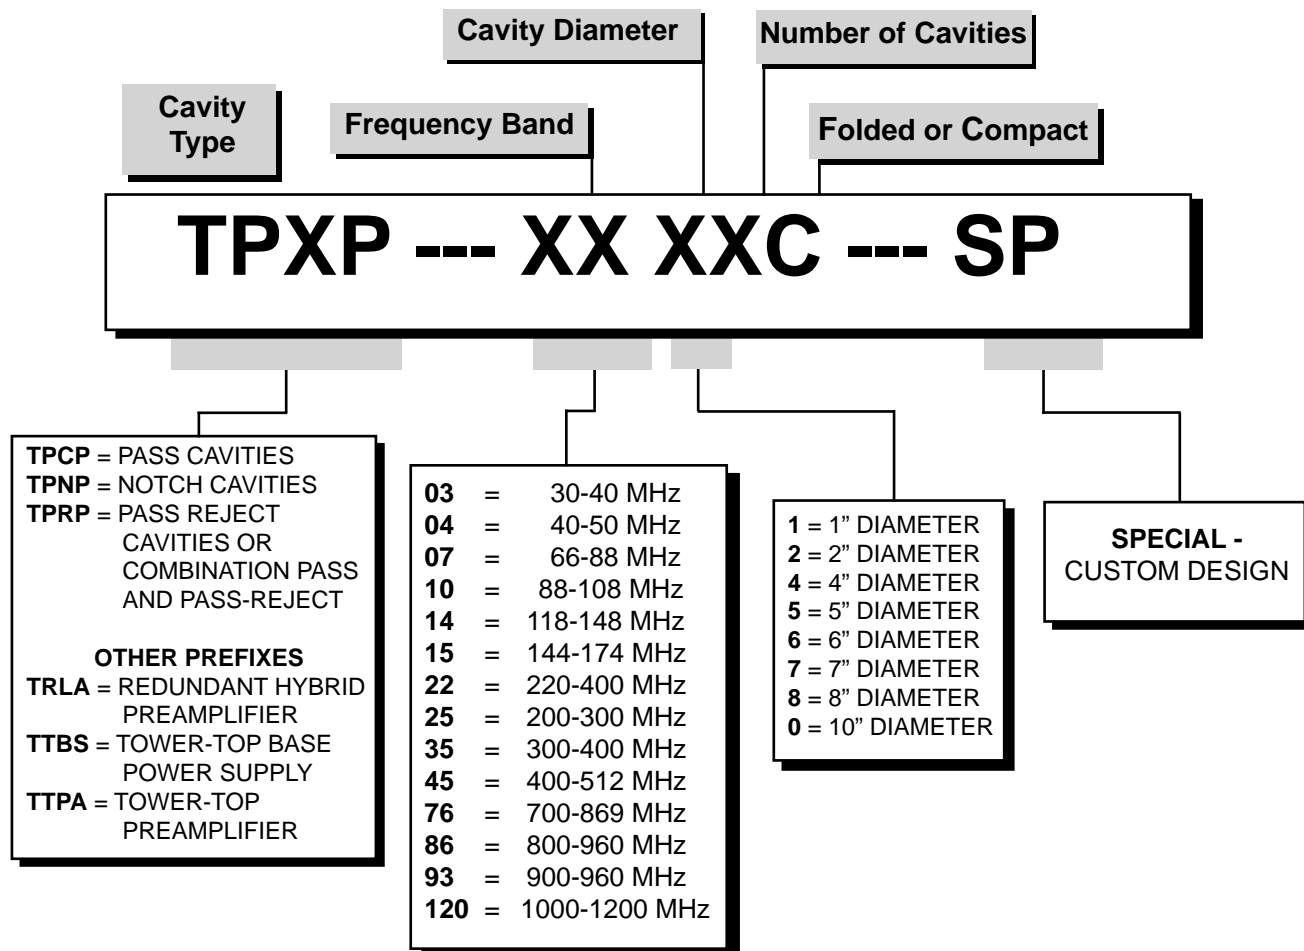 Cavity Diameter
Number of Cavities
Cavity
Type
Frequency Band
Folded or Compact
TPXP --- XX XXC --- SP
TPCP = PASS CAVITIES
TPNP = NOTCH CAVITIES
TPRP = PASS REJECT
CAVITIES OR
COMBINATION PASS
AND PASS-REJECT
OTHER PREFIXES
TRLA = REDUNDANT HYBRID
PREAMPLIFIER
TTBS = TOWER-TOP BASE
POWER SUPPLY
TTPA = TOWER-TOP
PREAMPLIFIER
03 = 30-40 MHz
04 = 40-50 MHz
07 = 66-88 MHz
10 = 88-108 MHz
14 = 118-148 MHz
15 = 144-174 MHz
22 = 220-400 MHz
25 = 200-300 MHz
35 = 300-400 MHz
45 = 400-512 MHz
76 = 700-869 MHz
86 = 800-960 MHz
93 = 900-960 MHz
120 = 1000-1200 MHz
1 = 1” DIAMETER
2 = 2” DIAMETER
4 = 4” DIAMETER
5 = 5” DIAMETER
6 = 6” DIAMETER
7 = 7” DIAMETER
8 = 8” DIAMETER
0 = 10” DIAMETER
SPECIAL -
CUSTOM DESIGN